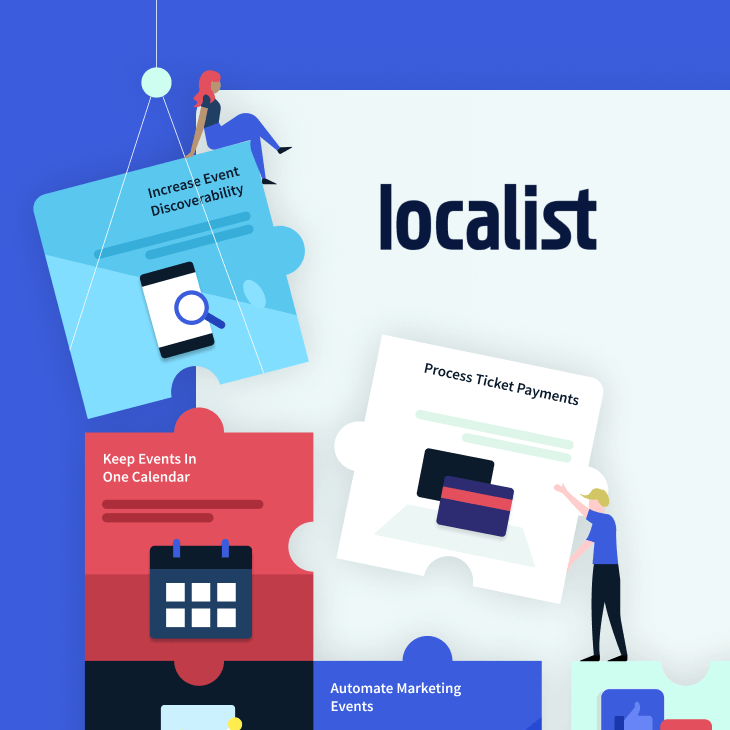 Increase Event
Discoverability
localist
Process Ticket Payments
Keep Events In
One Calendar
Automate Marketing
Events